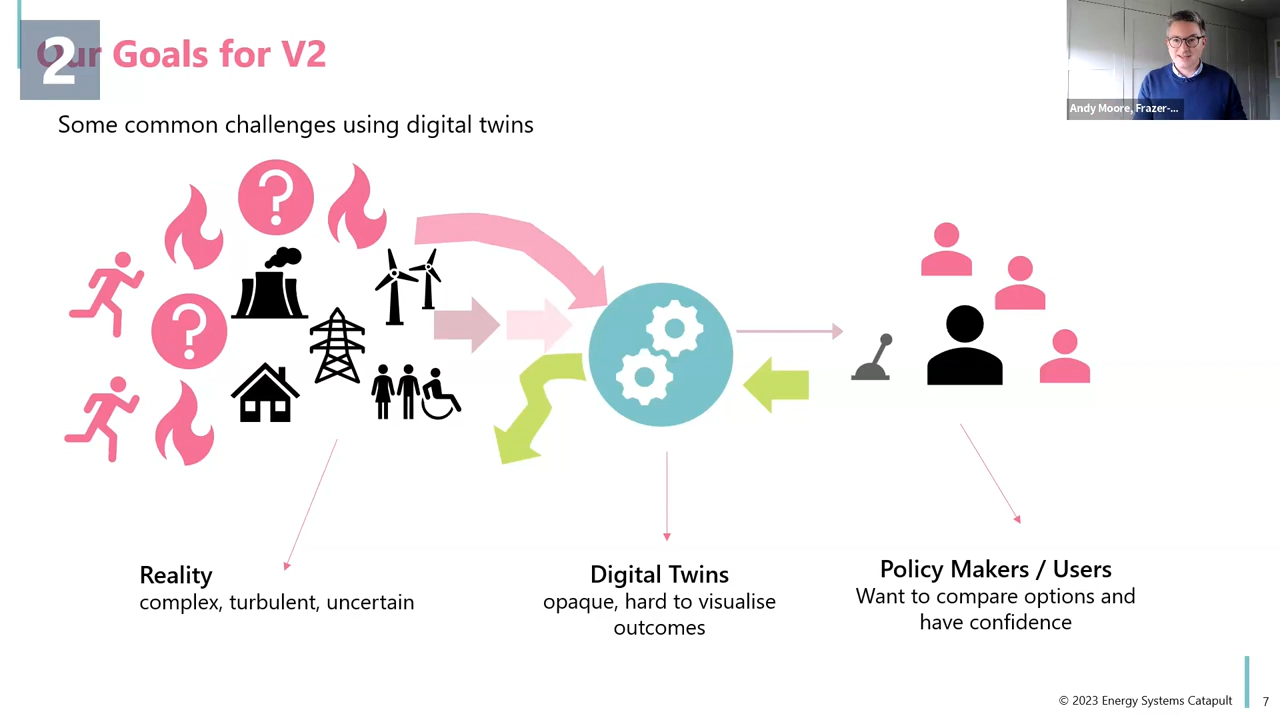 2
Our Goals for V2
Andy Moore, Frazer-...
Some common challenges using digital twins
?
?
Reality
complex, turbulent, uncertain
Digital Twins
opaque, hard to visualise
outcomes
Policy Makers / Users
Want to compare options and
have confidence
© 2023 Energy Systems Catapult
7